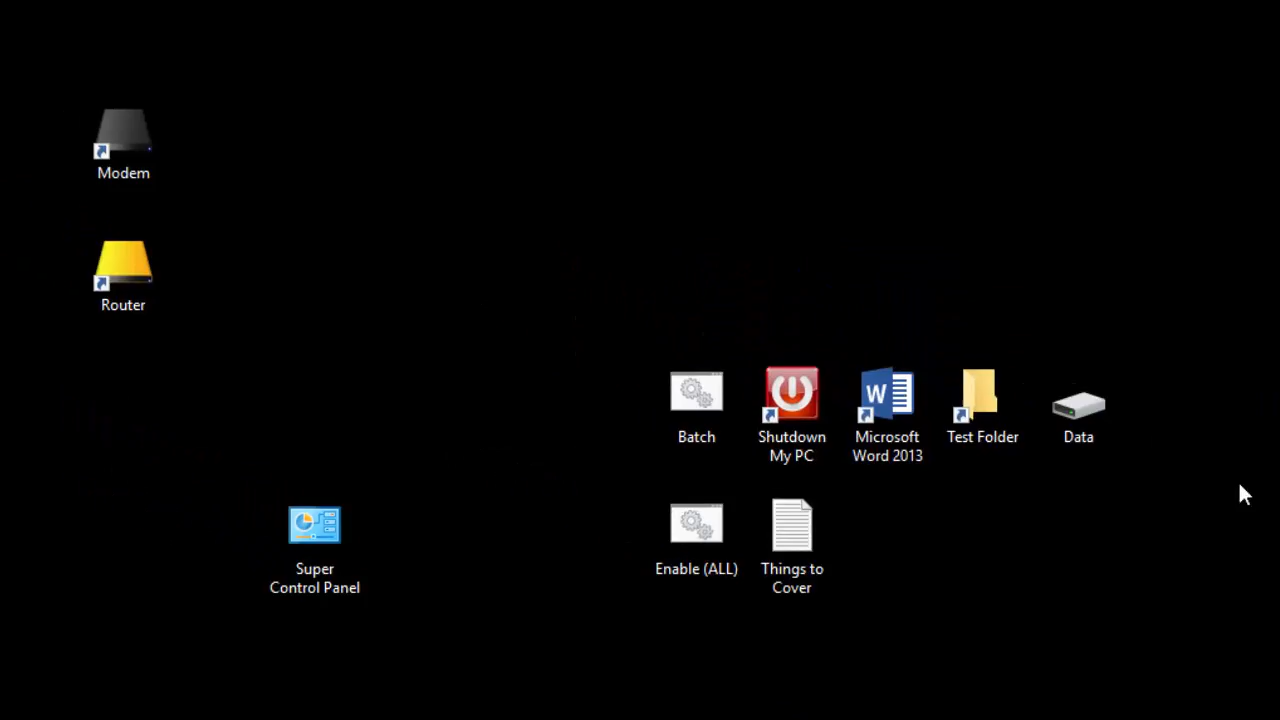 Modem
Router
Batch
Shutdown
My PC
Microsoft
Word 2013
Test Folder
Data
Super
Control Panel
Enable (ALL)
Things to
Cover